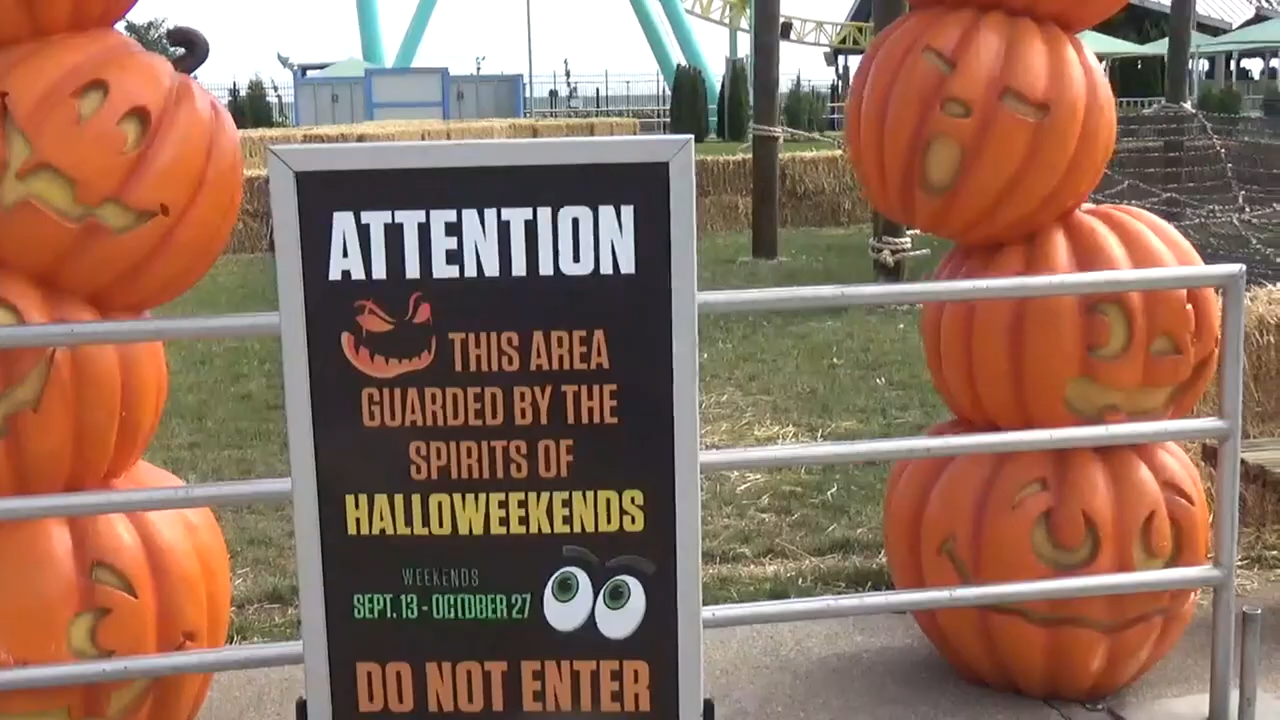 ATTENTION
THIS AREA
GUARDED BY THE
SPIRITS OF
HALLOWEEKENDS
WEEKENDS
SEPT. 13 - OCTOBER 27
DO NOT ENTER